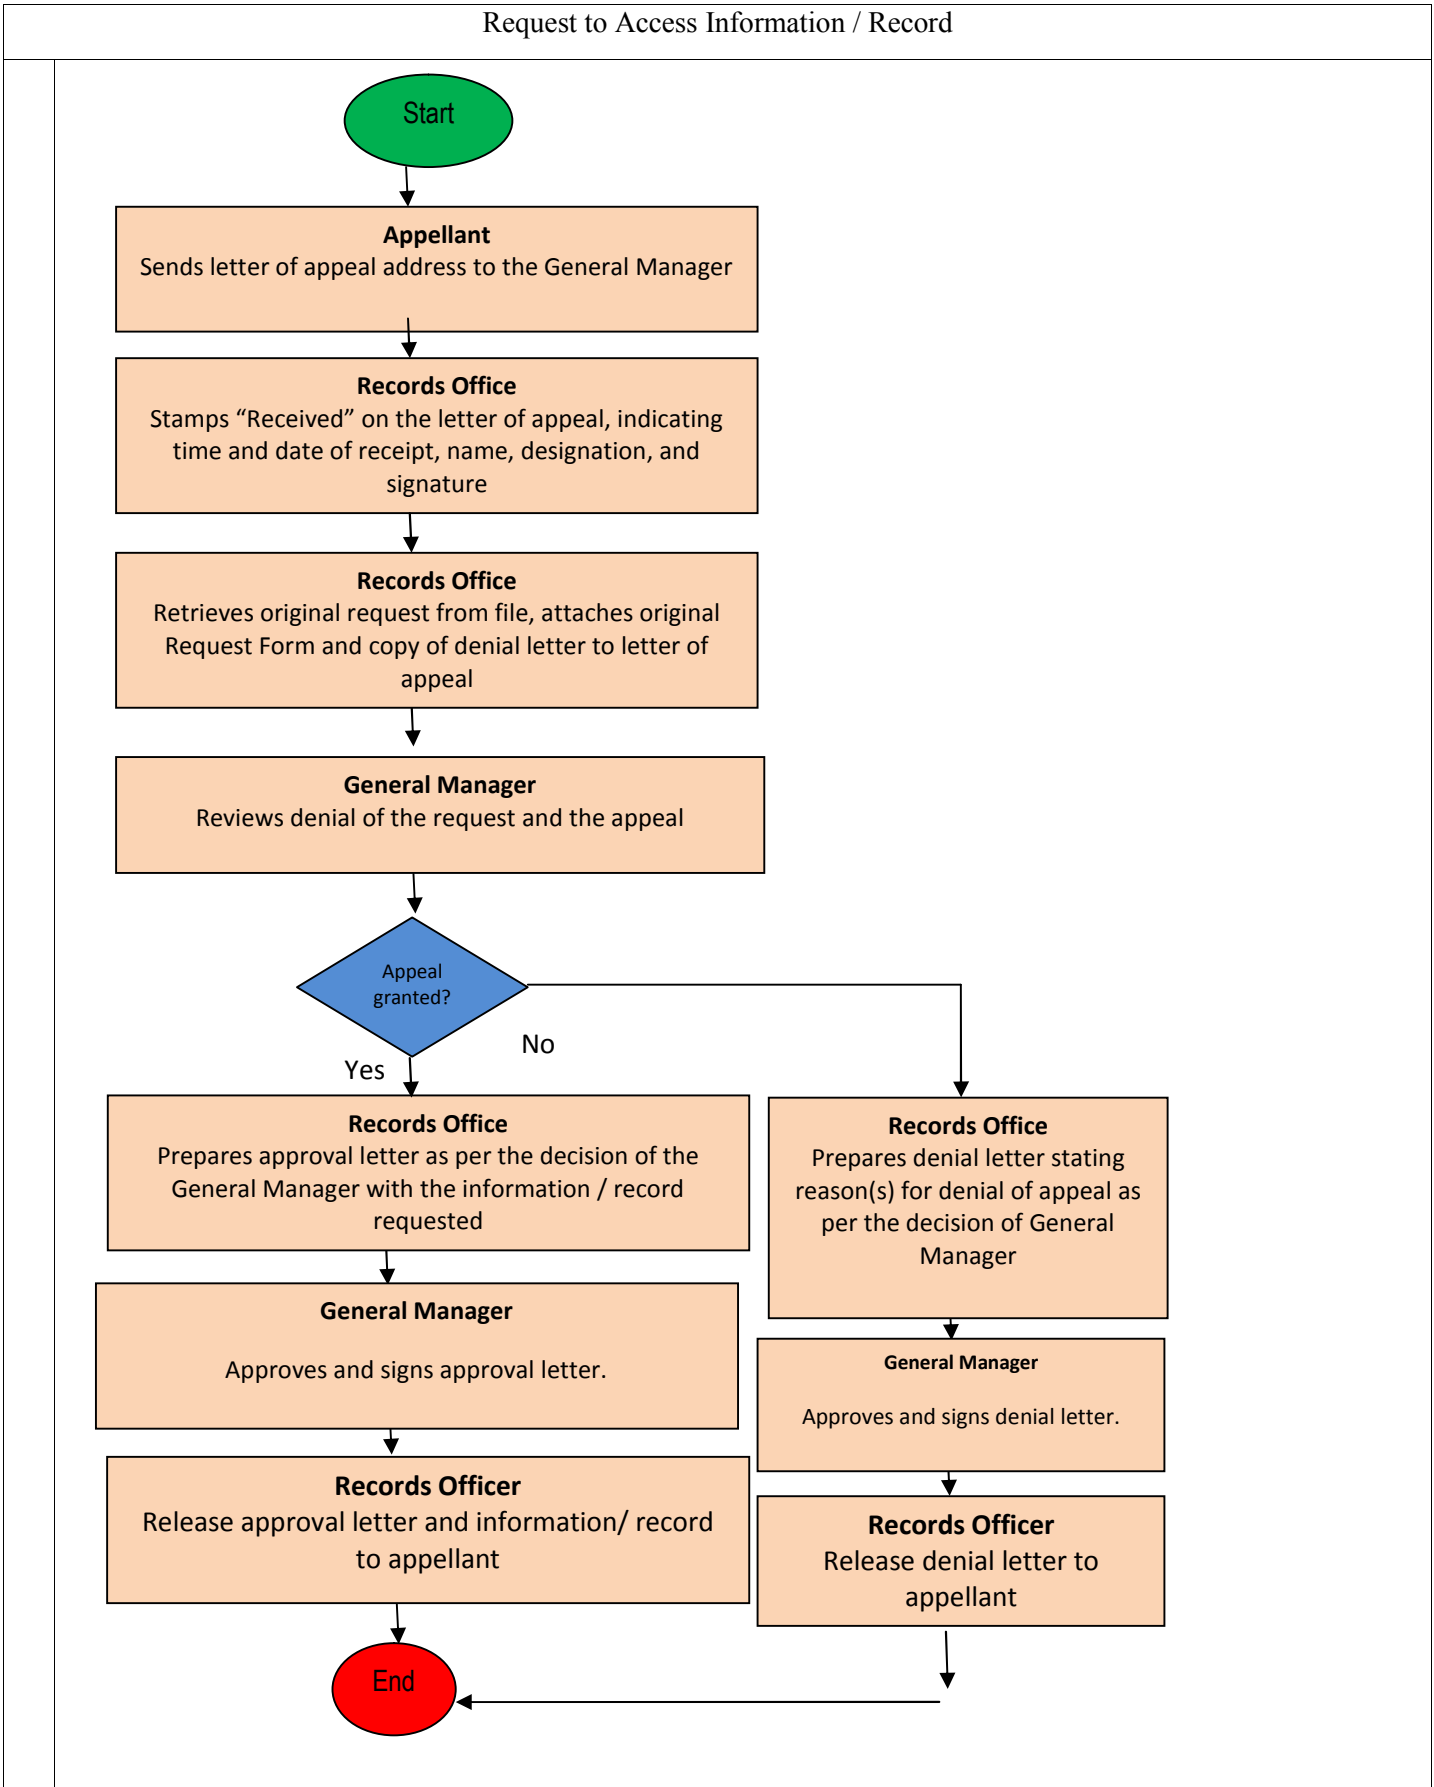 Request to Access Information / Record
Start
Appellant
Sends letter of appeal address to the General Manager
Records Office
Stamps “Received” on the letter of appeal, indicating
time and date of receipt, name, designation, and
signature
Records Office
Retrieves original request from file, attaches original
Request Form and copy of denial letter to letter of
appeal
General Manager
Reviews denial of the request and the appeal
Appeal
granted?
No
Yes
Records Office
Prepares approval letter as per the decision of the
General Manager with the information / record
requested
General Manager
Approves and signs approval letter.
Records Officer
Release approval letter and information/ record
to appellant
Records Office
Prepares denial letter stating
reason(s) for denial of appeal as
per the decision of General
Manager
General Manager
Approves and signs denial letter.
Records Officer
Release denial letter to
appellant
End